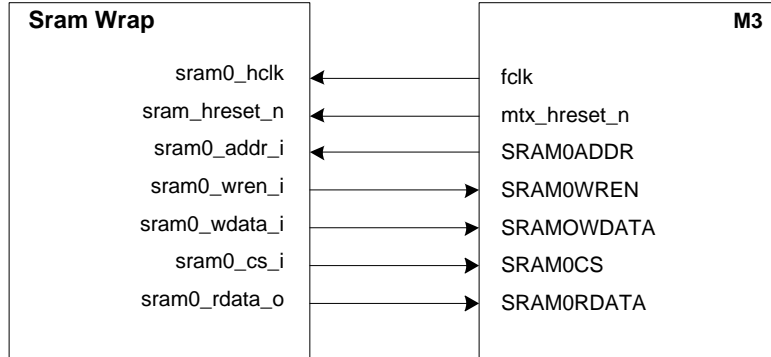 Sram Wrap
M3
sram0_hclk
fclk
sram_hreset_n
mtx_hreset_n
sram0_addr_i
SRAM0ADDR
sram0_wren_i
SRAM0WREN
sram0_wdata_i
SRAMOWDATA
sram0_cs_i
SRAM0CS
sram0_rdata_o
SRAM0RDATA